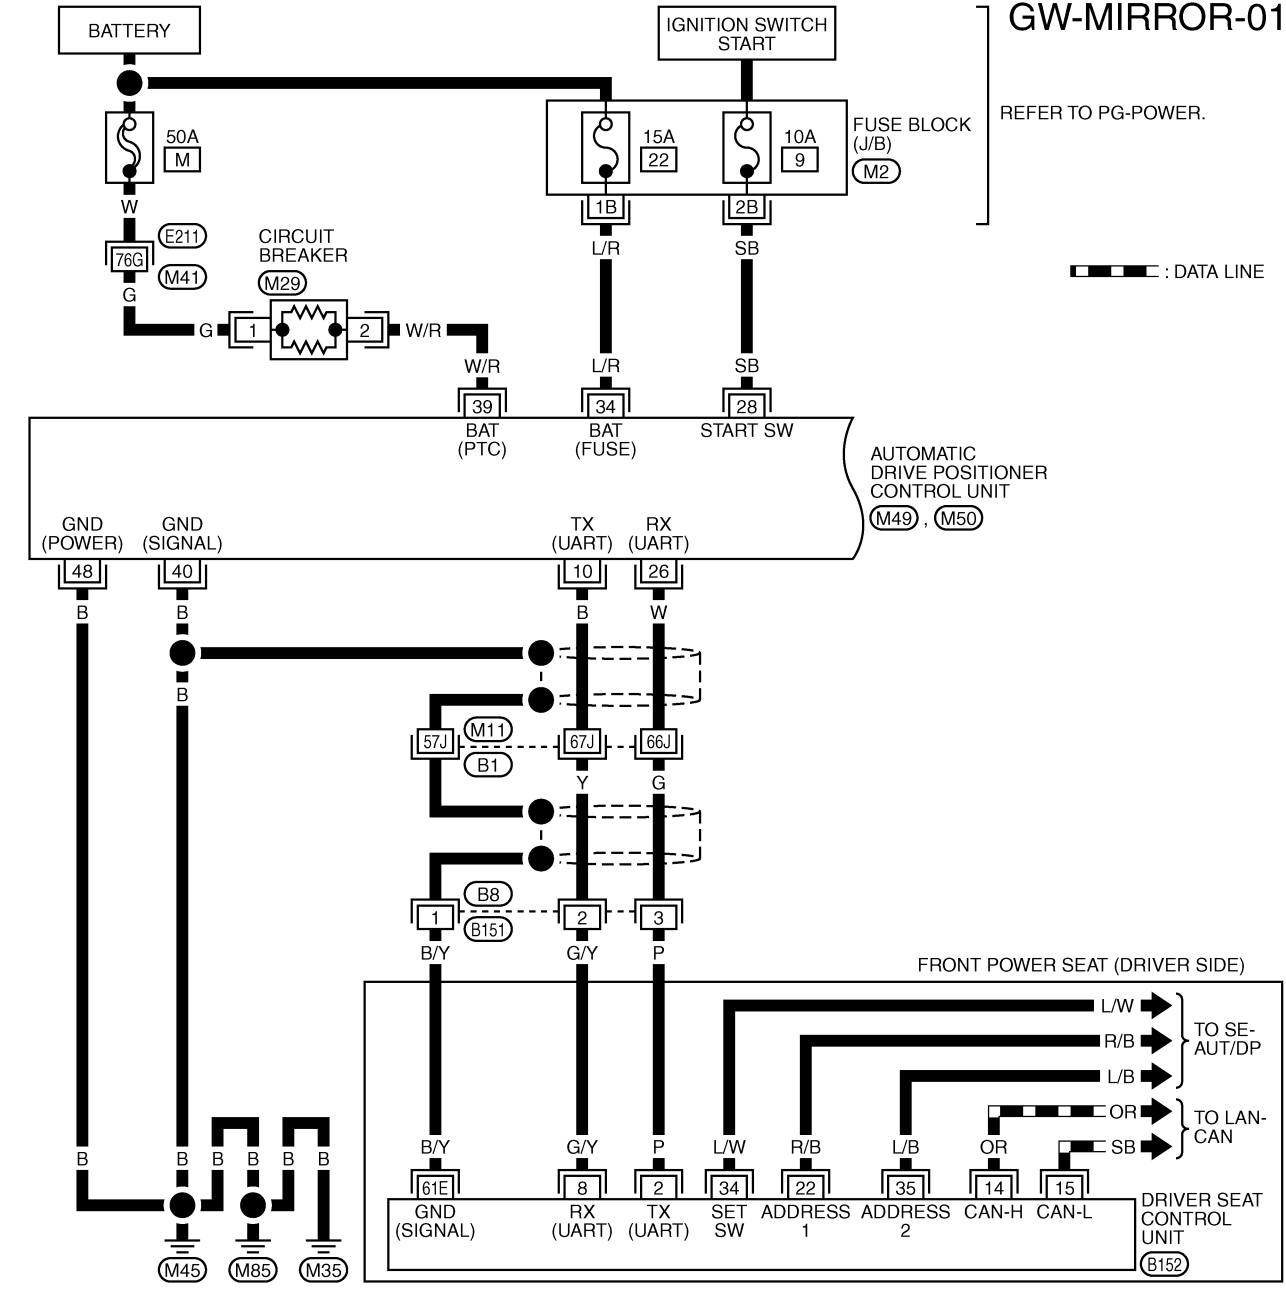 GW-MIRROR-01
BATTERY
IGNITION SWITCH
START
REFER TO PG-POWER.
50A
M
15A
22
10A
9
FUSE BLOCK
(J/B)
M2
W
1B
2B
E211
76G
M41
CIRCUIT
BREAKER
M29
L/R
SB
: DATA LINE
G
G
1
2
W/R
W/R
L/R
SB
39
34
28
BAT
(PTC)
BAT
(FUSE)
START SW
AUTOMATIC
DRIVE POSITIONER
CONTROL UNIT
M49 , M50
GND
(POWER)
GND
(SIGNAL)
TX
(UART)
RX
(UART)
48
40
10
26
B
B
B
W
B
57J
M11
B1
67J
66J
Y
G
B8
1
B151
2
3
B/Y
G/Y
P
FRONT POWER SEAT (DRIVER SIDE)
L/W
R/B
L/B
TO SE-
AUT/DP
OR
SB
TO LAN-
CAN
B
B
B
B
B
B
B/Y
G/Y
P
L/W
R/B
L/B
OR
61E
8
2
34
22
35
14
15
GND
(SIGNAL)
RX
(UART)
TX
(UART)
SET
SW
ADDRESS
1
ADDRESS
2
CAN-H
CAN-L
DRIVER SEAT
CONTROL
UNIT
B152
M45
M85
M35